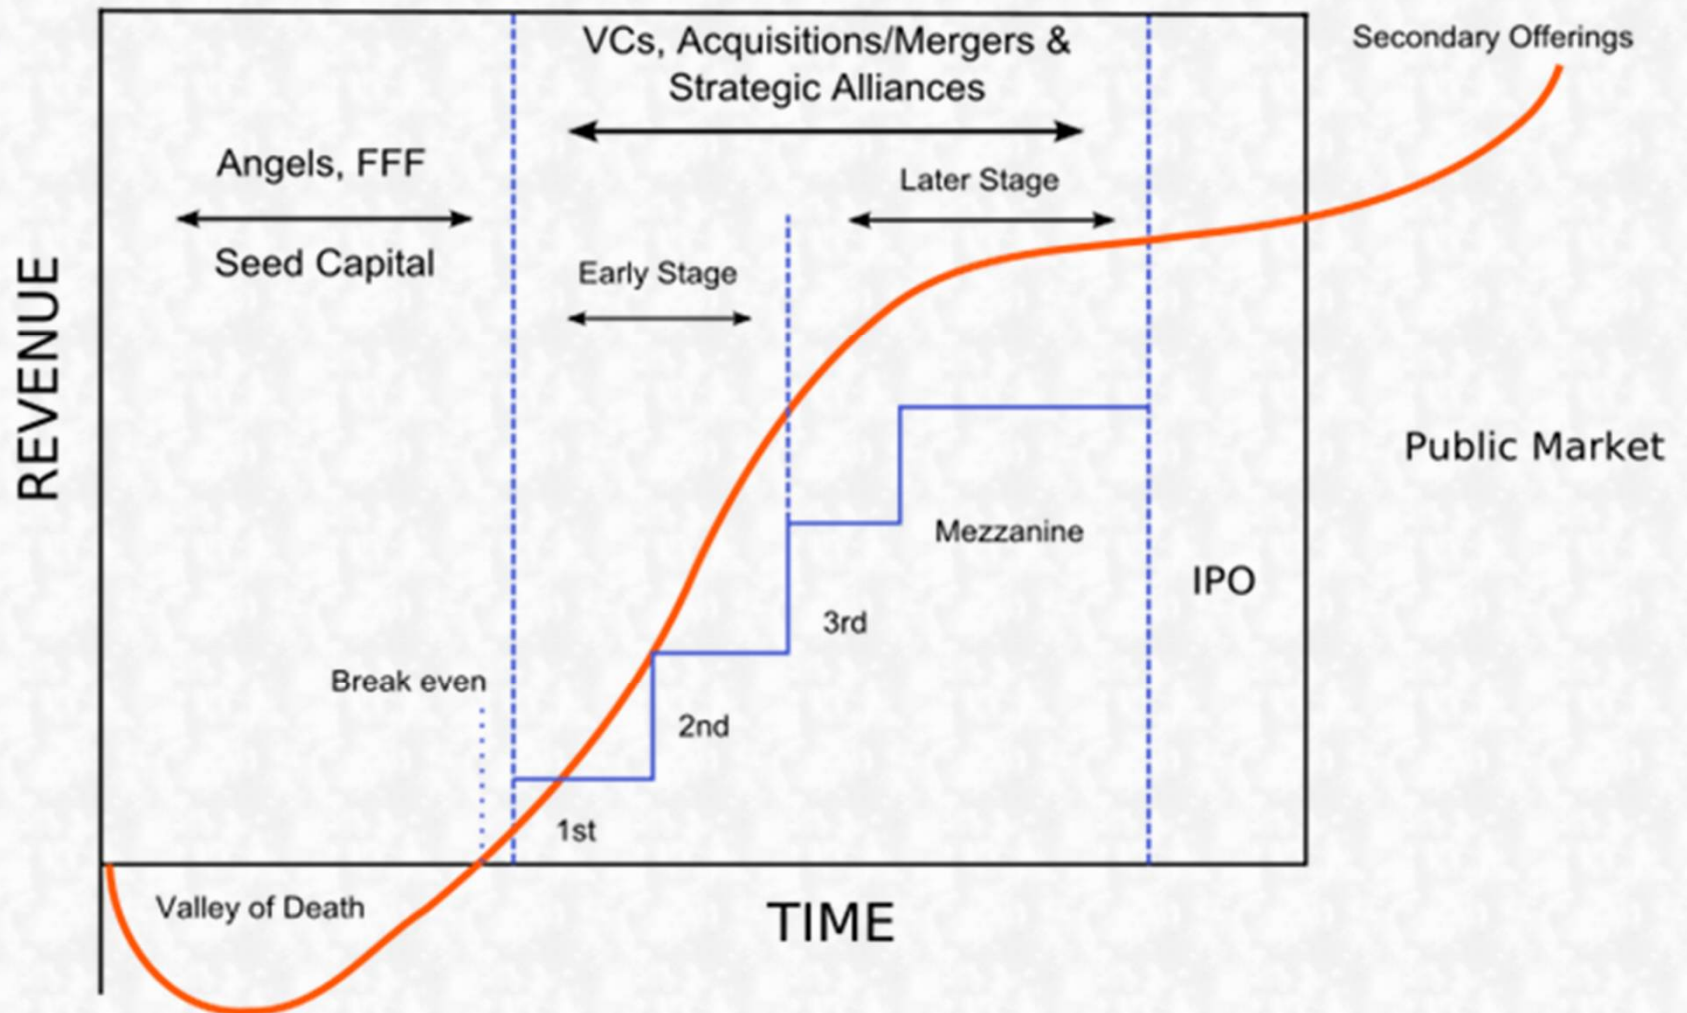 VCs, Acquisitions/Mergers &
Strategic Alliances
Secondary Offerings
Angels, FFF
Seed Capital
Later Stage
Early Stage
REVENUE
Public Market
Mezzanine
IPO
3rd
Break even
2nd
1st
Valley of Death
TIME